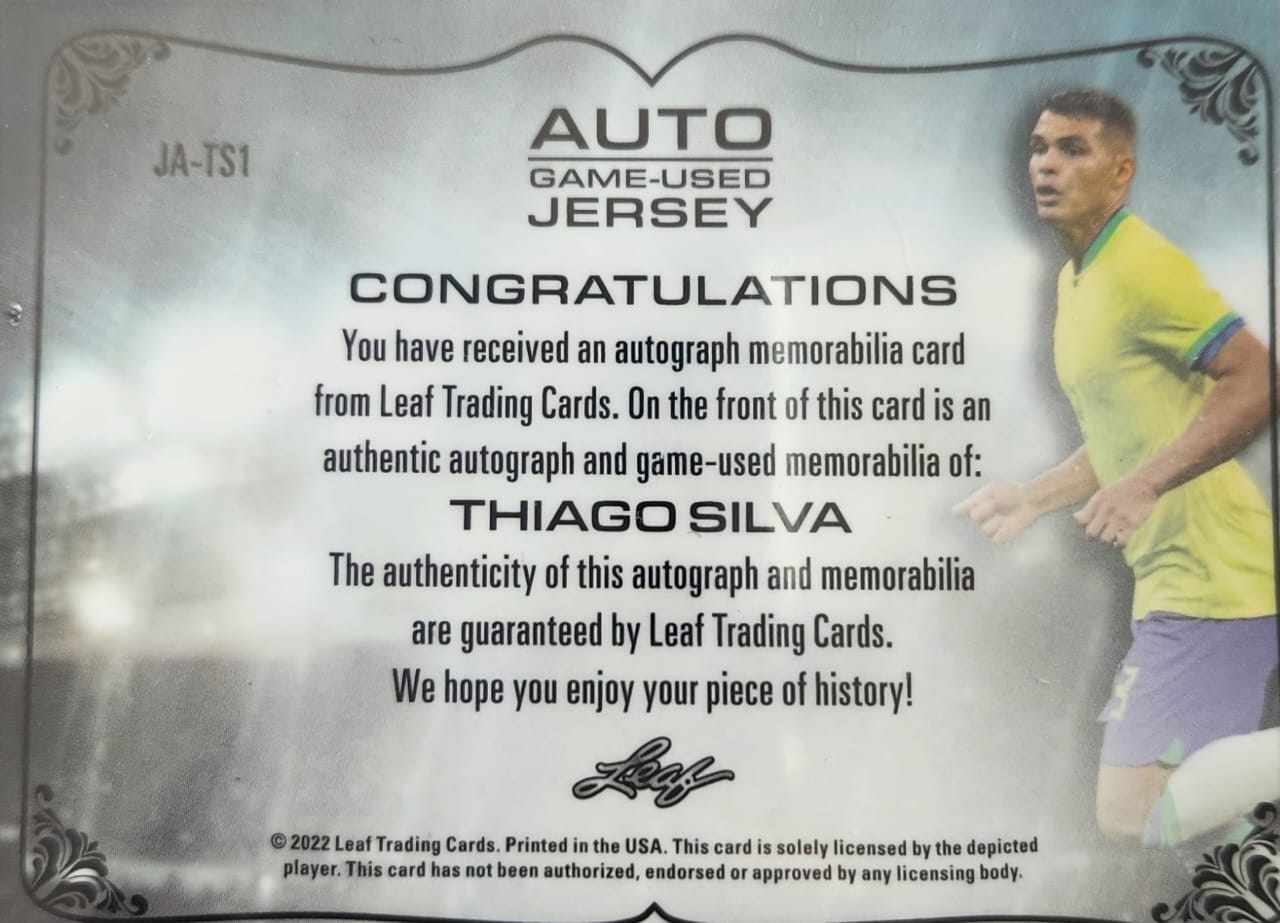 JA-TS1
AUTO
GAME-USED
JERSEY
CONGRATULATIONS
You have received an autograph memorabilia card
from Leaf Trading Cards. On the front of this card is an
authentic autograph and game-used memorabilia of:
THIAGO SILVA
The authenticity of this autograph and memorabilia
are guaranteed by Leaf Trading Cards.
We hope you enjoy your piece of history!
Leaf
© 2022 Leaf Trading Cards. Printed in the USA. This card is solely licensed by the depicted
player. This card has not been authorized, endorsed or approved by any licensing body.
3